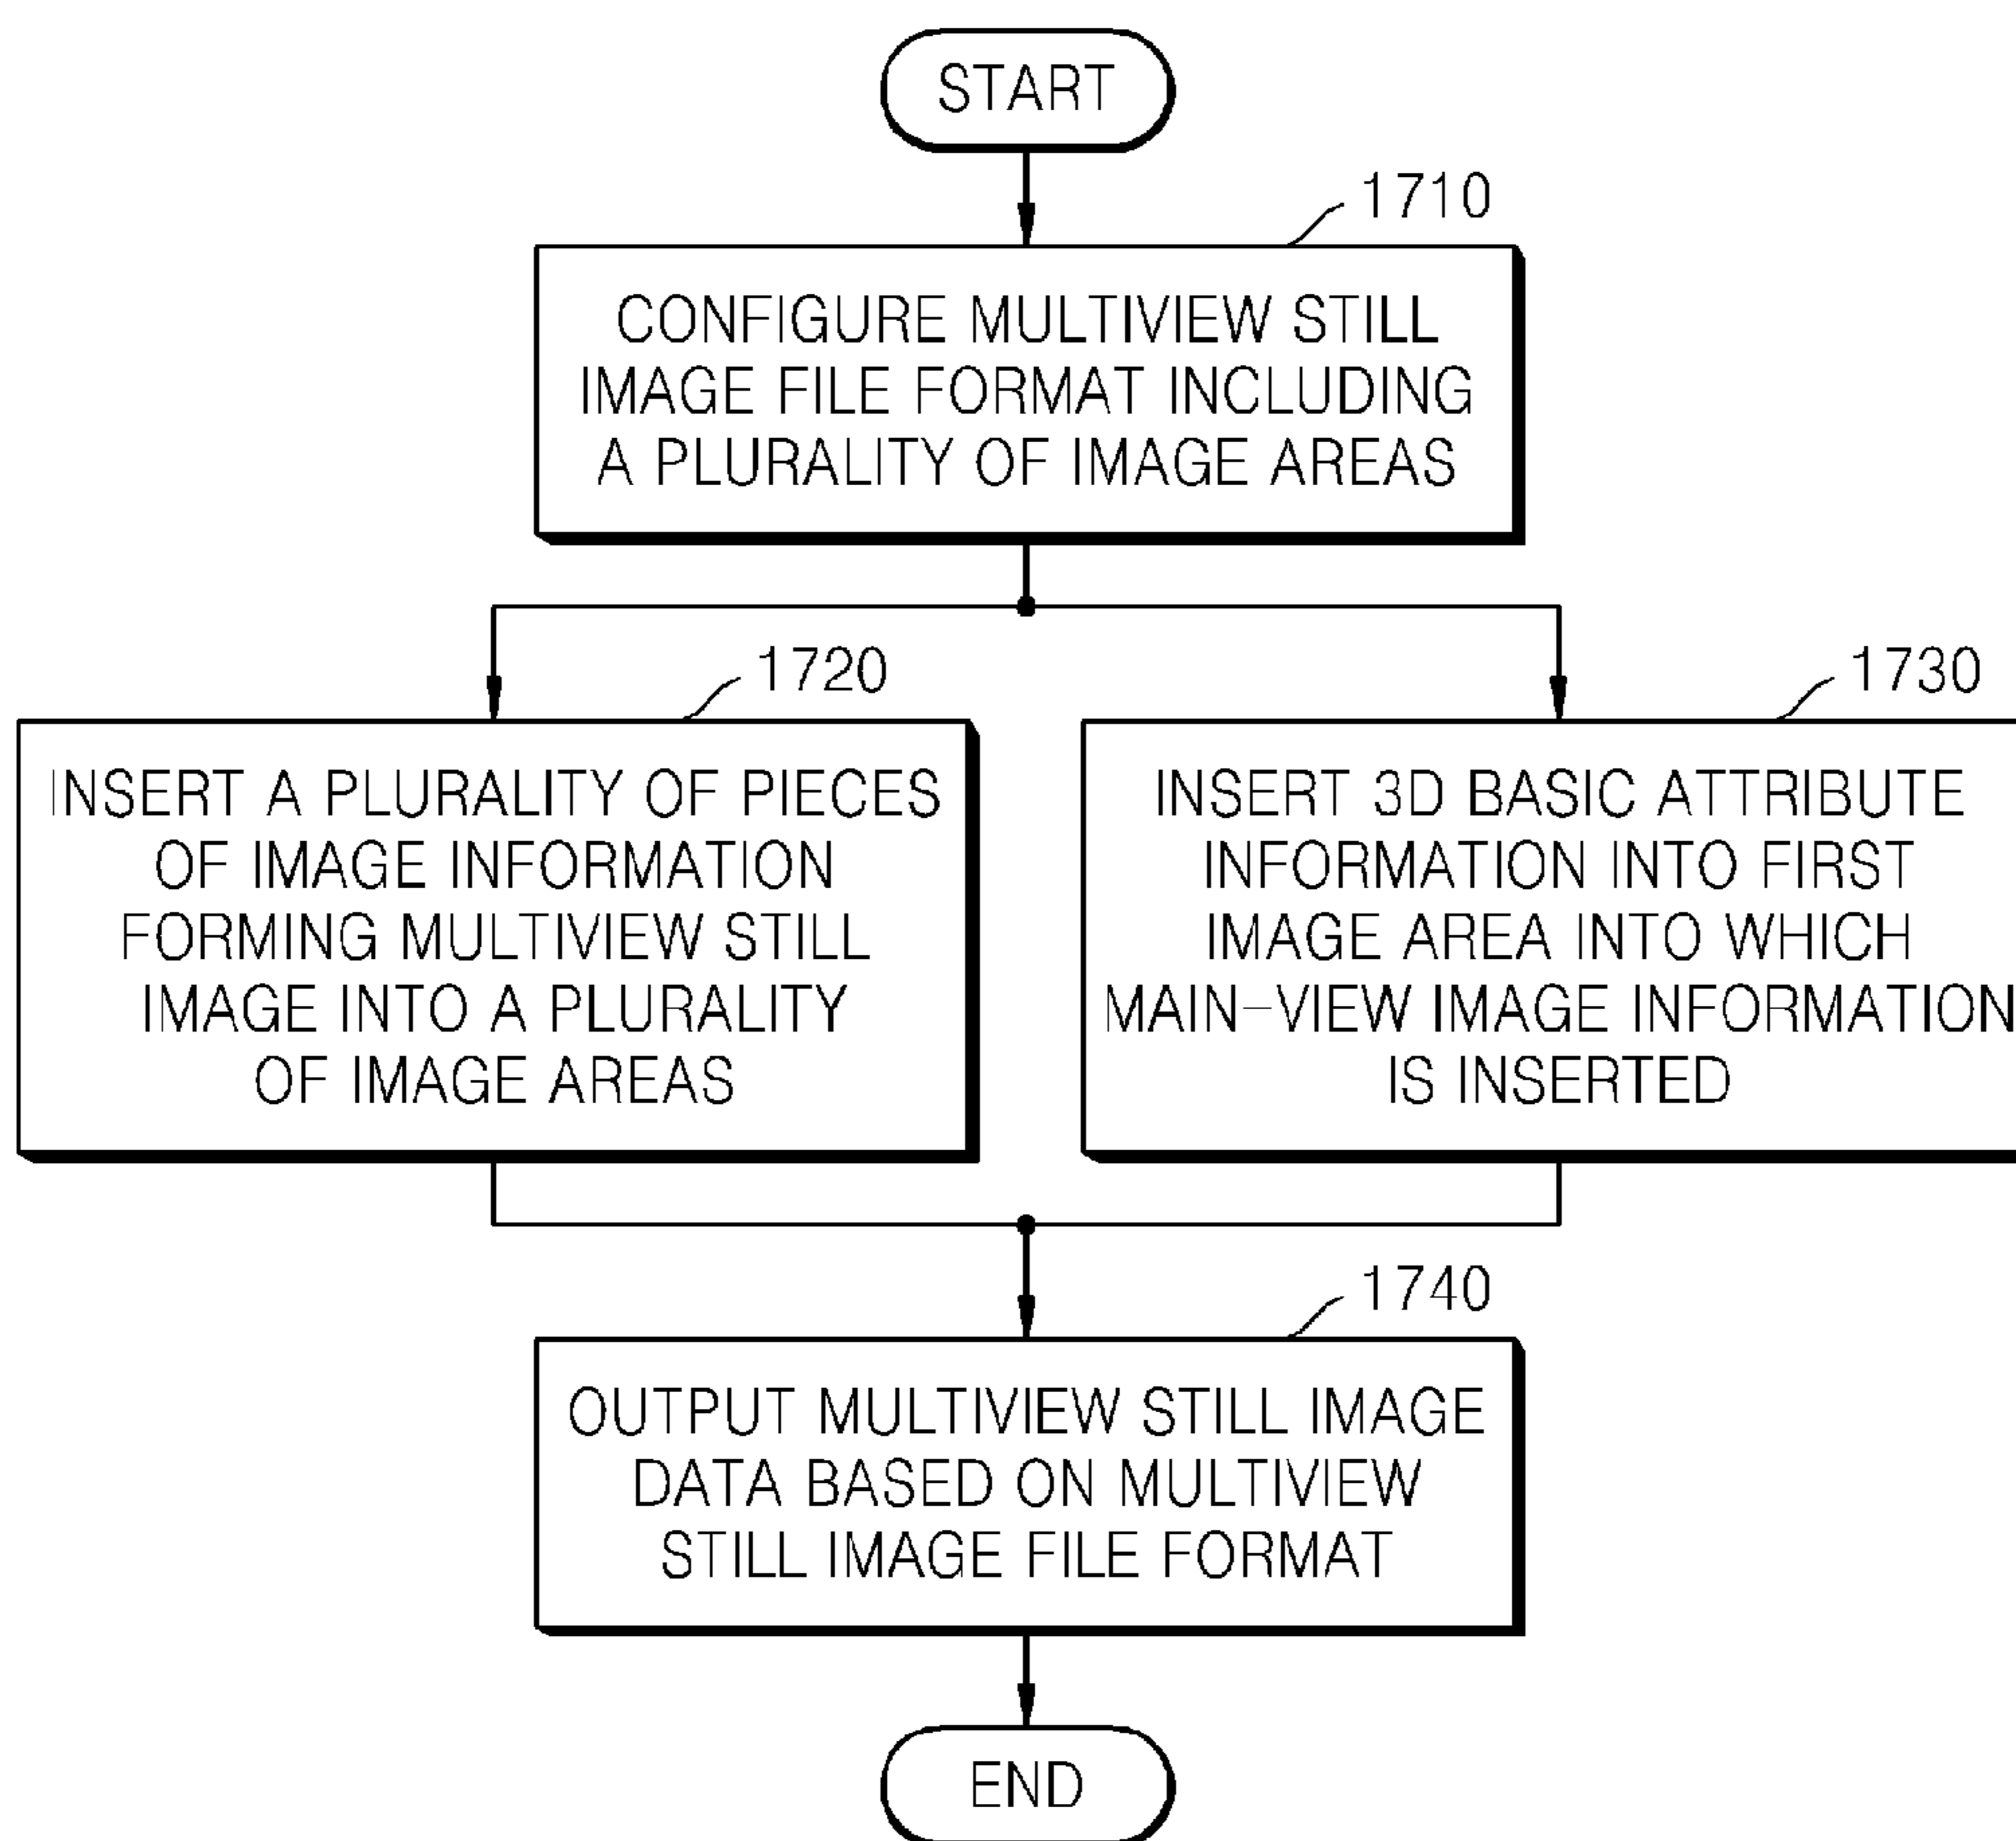 START
1710
CONFIGURE MULTIVIEW STILL
IMAGE FILE FORMAT INCLUDING
A PLURALITY OF IMAGE AREAS
1720
INSERT A PLURALITY OF PIECES
OF IMAGE INFORMATION
FORMING MULTIVIEW STILL
IMAGE INTO A PLURALITY
OF IMAGE AREAS
1730
INSERT 3D BASIC ATTRIBUTE
INFORMATION INTO FIRST
IMAGE AREA INTO WHICH
MAIN-VIEW IMAGE INFORMATION
IS INSERTED
1740
OUTPUT MULTIVIEW STILL IMAGE
DATA BASED ON MULTIVIEW
STILL IMAGE FILE FORMAT
END